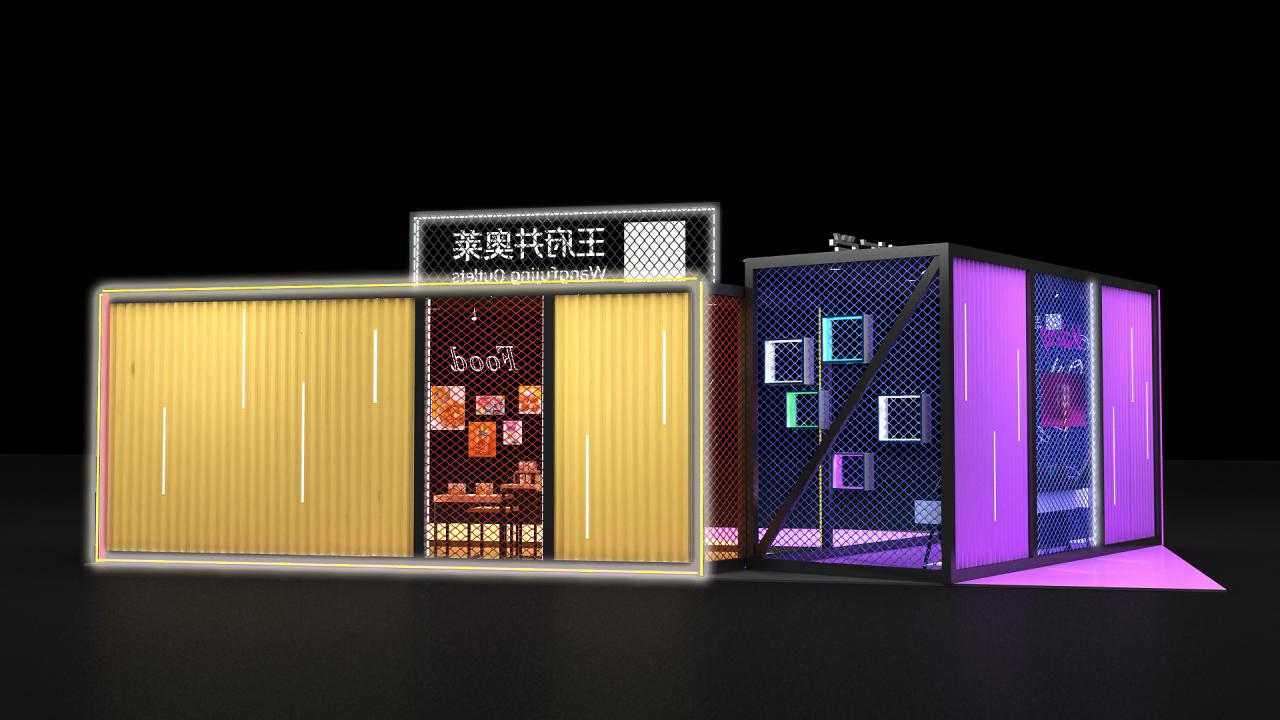 王府井奥莱
Wangfujing Outlets
Food